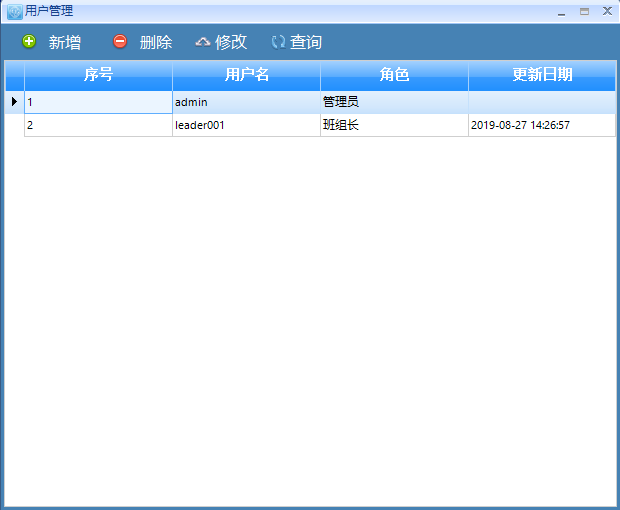 用户管理
新增 删除 修改 查询
序号 用户名 角色 更新日期
1 admin 管理员
2 leader001 班组长 2019-08-27 14:26:57